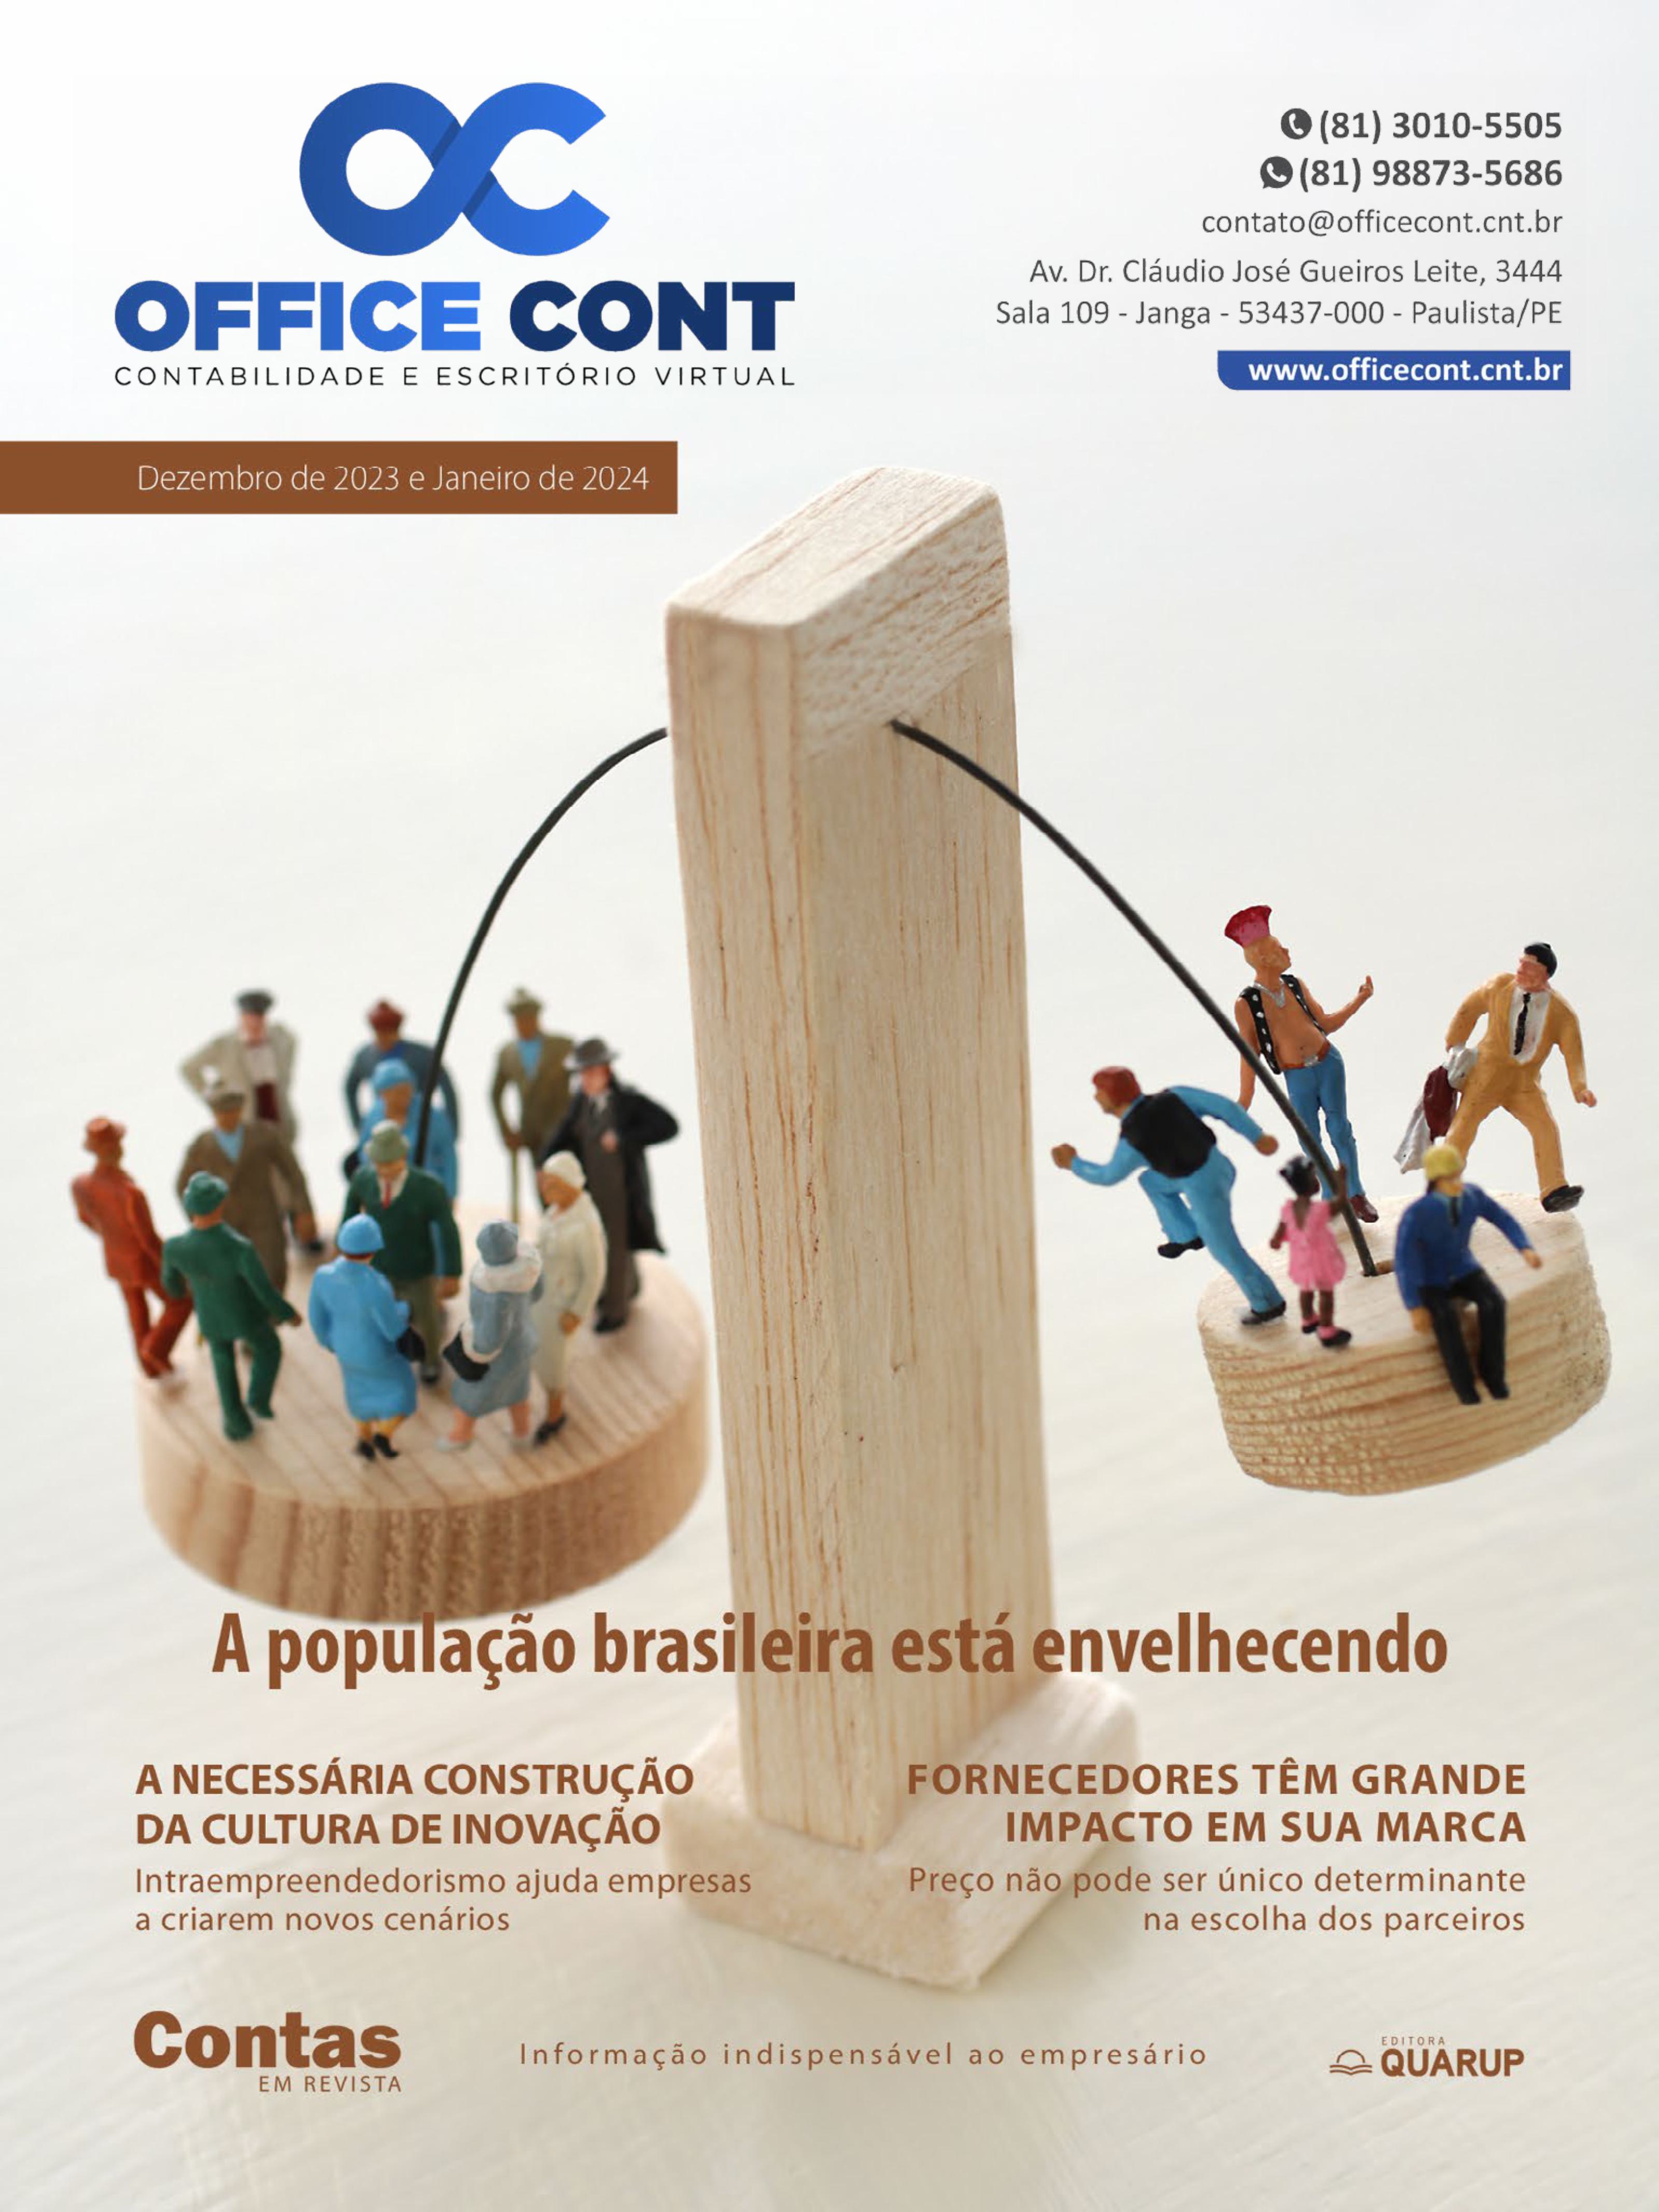 OC
OFFICE CONT
CONTABILIDADE E ESCRITÓRIO VIRTUAL
(81) 3010-5505
(81) 98873-5686
contato@officecont.cnt.br
Av. Dr. Cláudio José Gueiros Leite, 3444
Sala 109 - Janga - 53437-000 - Paulista/PE
www.officecont.cnt.br
Dezembro de 2023 e Janeiro de 2024
A população brasileira está envelhecendo
A NECESSÁRIA CONSTRUÇÃO
DA CULTURA DE INOVAÇÃO
Intraempreendedorismo ajuda empresas
a criarem novos cenários
FORNECEDORES TÊM GRANDE
IMPACTO EM SUA MARCA
Preço não pode ser único determinante
na escolha dos parceiros
Contas
EM REVISTA
Informação indispensável ao empresário
EDITORA
QUARUP